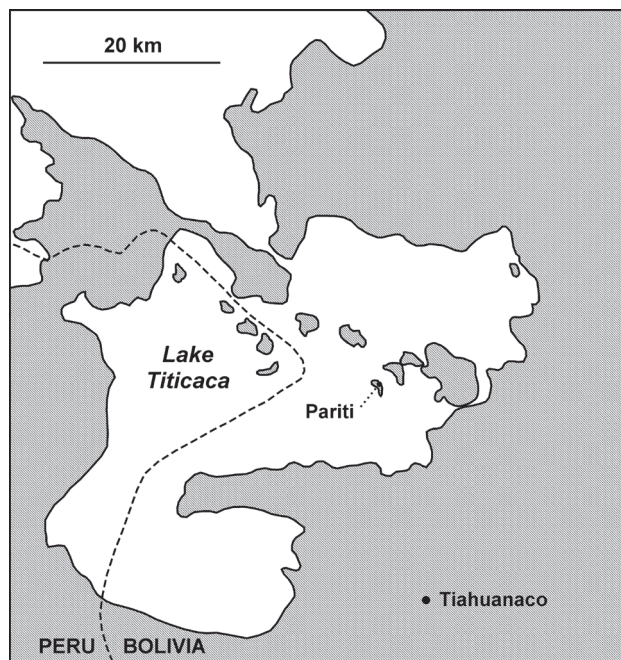 20 km
Lake
Titicaca
Pariti
Tiahuanaco
PERU BOLIVIA